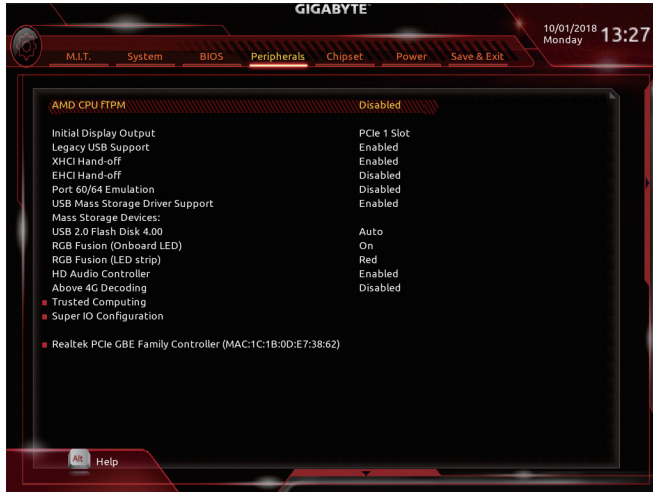 GIGABYTE™
10/01/2018 Monday 13:27
M.I.T. System BIOS Peripherals Chipset Power Save & Exit
AMD CPU fTPM Disabled
Initial Display Output PCIe 1 Slot
Legacy USB Support Enabled
XHCI Hand-off Enabled
EHCI Hand-off Disabled
Port 60/64 Emulation Disabled
USB Mass Storage Driver Support Enabled
Mass Storage Devices:
USB 2.0 Flash Disk 4.00 Auto
RGB Fusion (Onboard LED) On
RGB Fusion (LED strip) Red
HD Audio Controller Enabled
Above 4G Decoding Disabled
Trusted Computing
Super IO Configuration
Realtek PCIe GBE Family Controller (MAC:1C:1B:0D:E7:38:62)
Alt Help